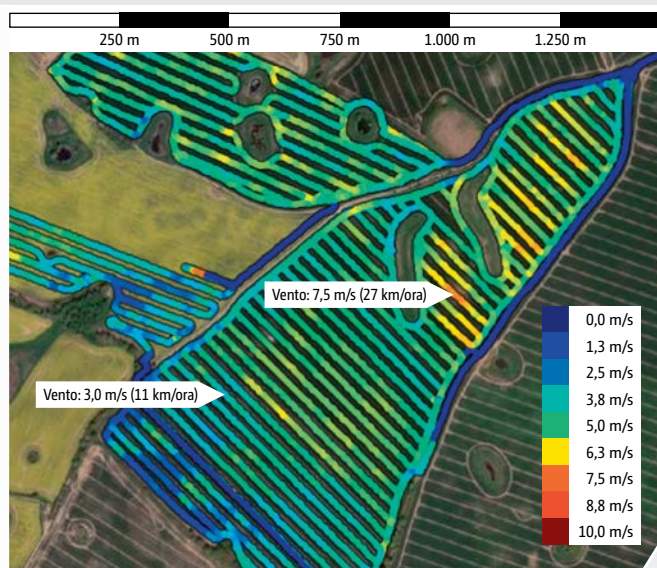 250 m 500 m 750 m 1.000 m 1.250 m
Vento: 7,5 m/s (27 km/ora)
Vento: 3,0 m/s (11 km/ora)
0,0 m/s
1,3 m/s
2,5 m/s
3,8 m/s
5,0 m/s
6,3 m/s
7,5 m/s
8,8 m/s
10,0 m/s